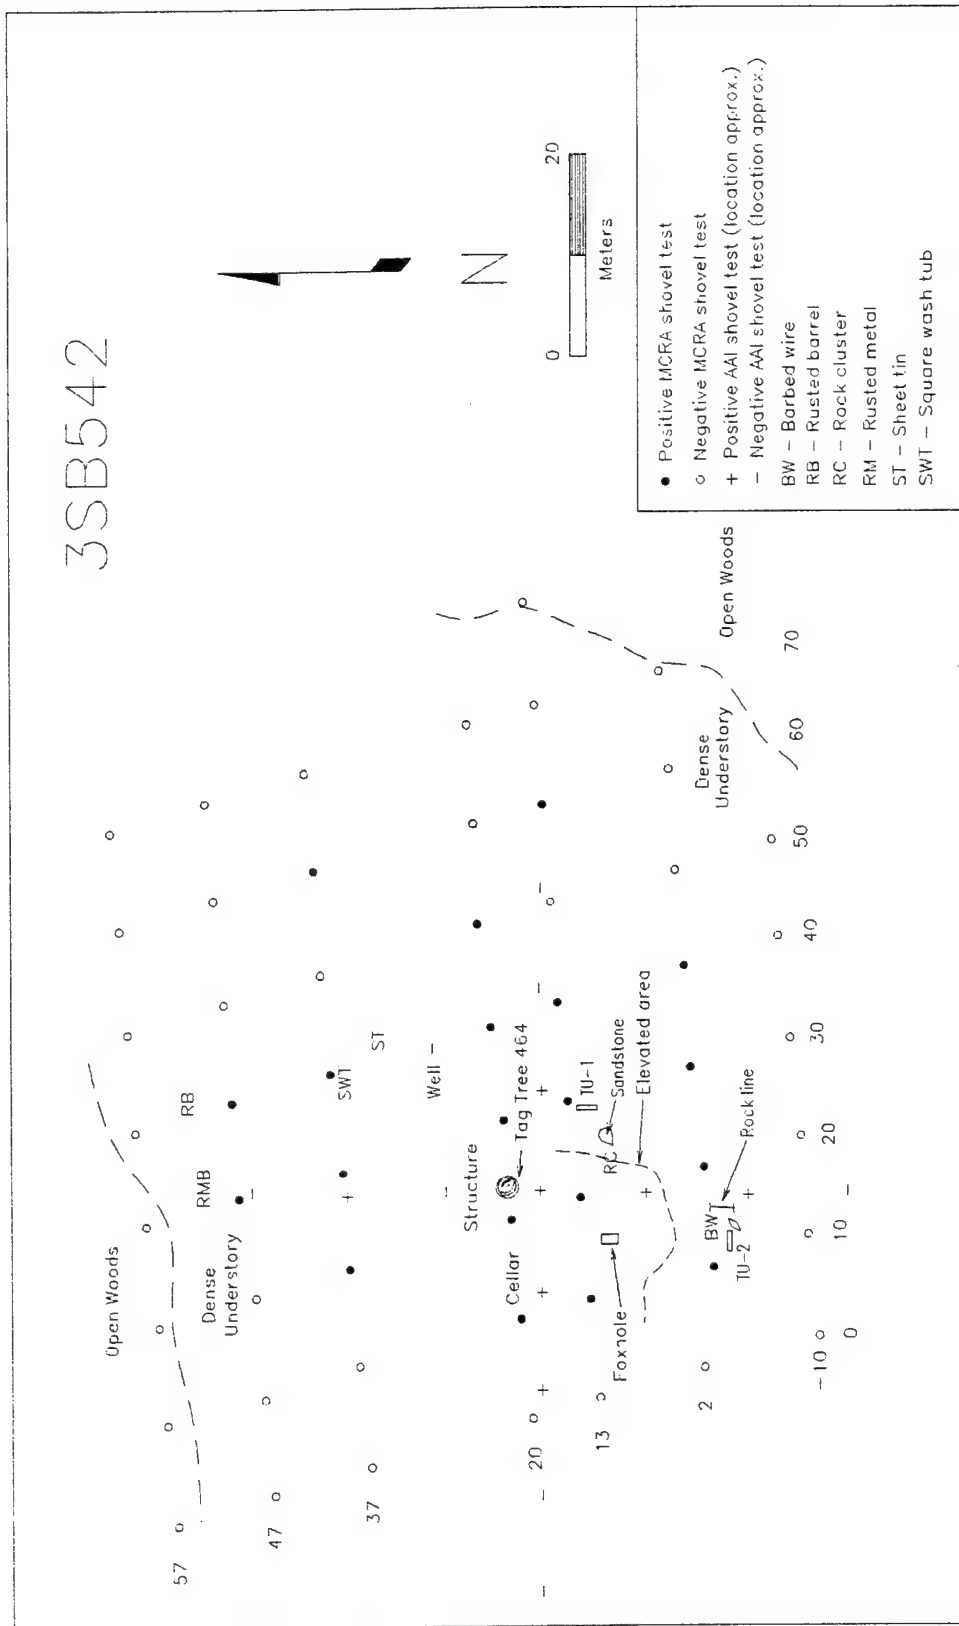 3SB542
N
0 20
Meters
● Positive MCRA shovel test
○ Negative MCRA shovel test
+ Positive AAI shovel test (location approx.)
– Negative AAI shovel test (location approx.)
BW – Barbed wire
RB – Rusted barrel
RC – Rock cluster
RM – Rusted metal
ST – Sheet tin
SWT – Square wash tub
Open Woods
Dense
Understory
RMB
RB
SWT
ST
Well
Structure
Cellar
Tag Tree 464
TU-1
Sandstone
RC
Elevated area
Foxhole
BW
TU-2
Rock line
Dense
Understory
Open Woods
57
47
37
20
13
2
-10
0
10
20
30
40
50
60
70